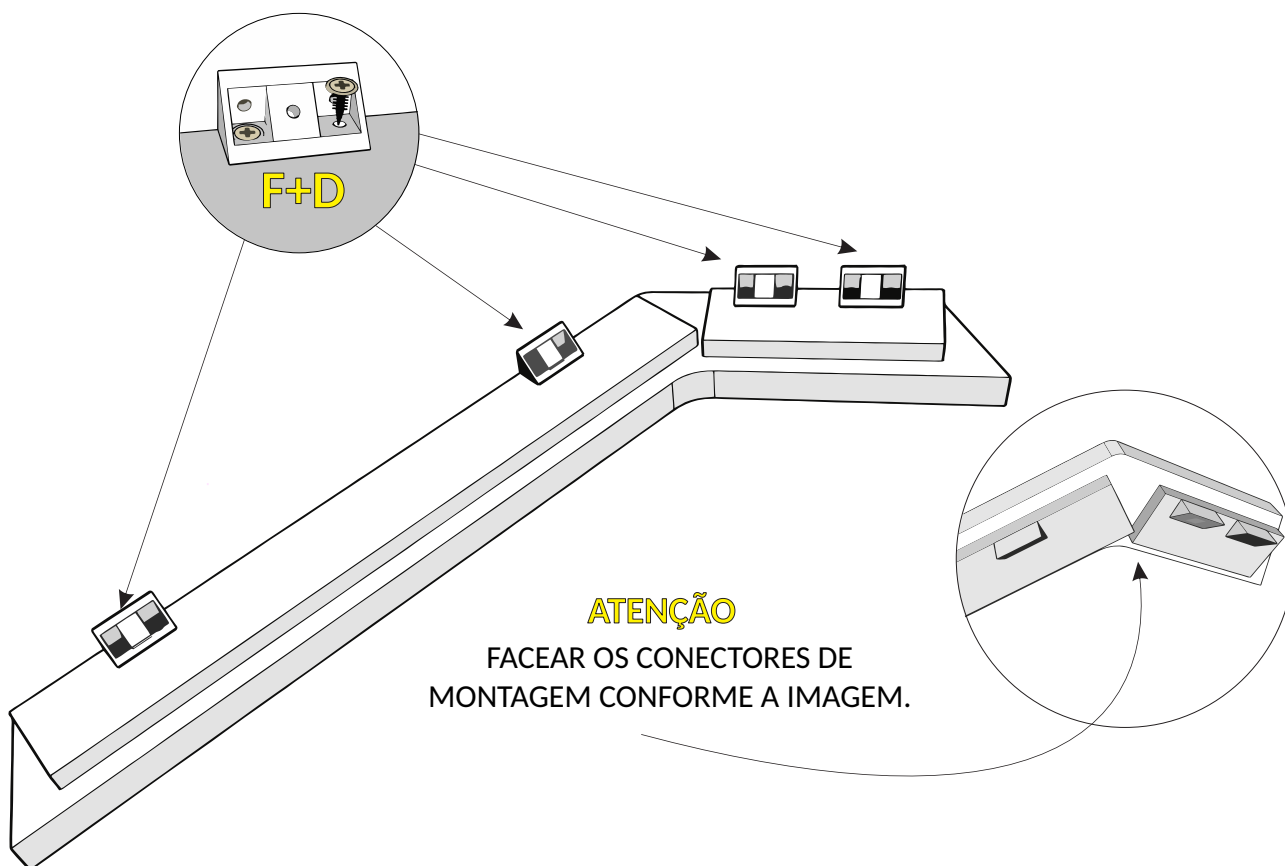 F+D
ATENÇÃO
FACEAR OS CONECTORES DE
MONTAGEM CONFORME A IMAGEM.